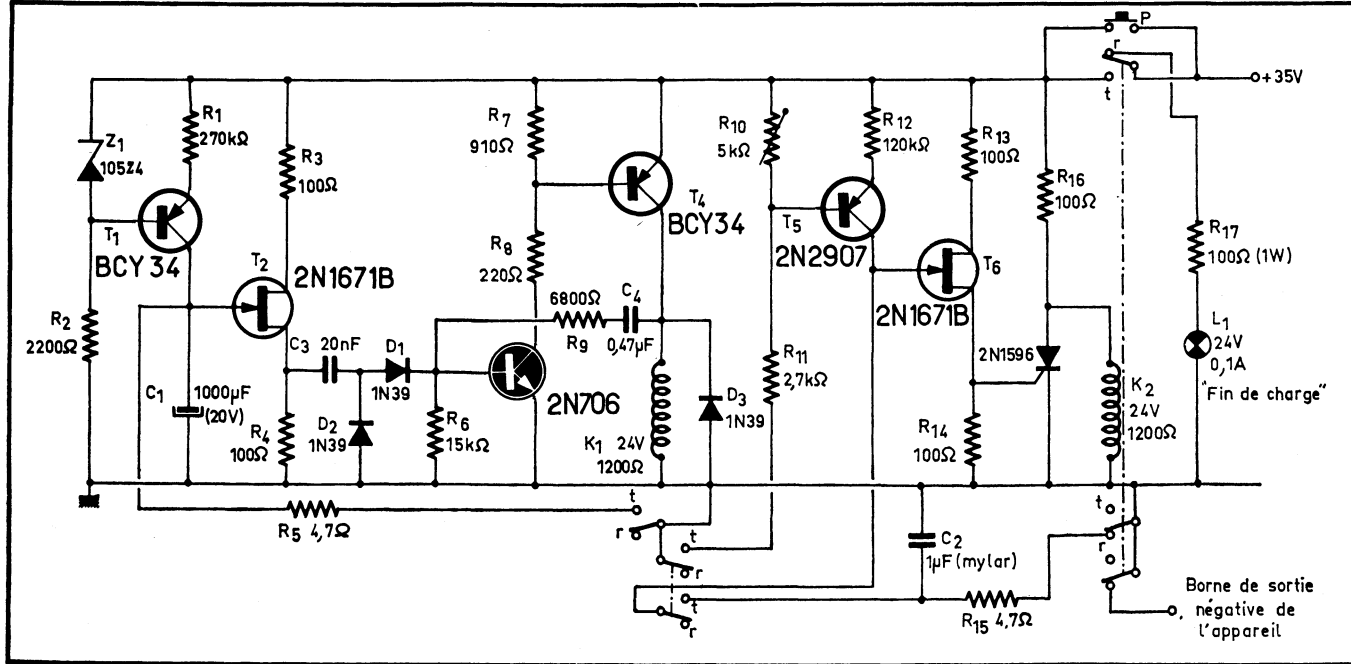 P
r
t
+35V
R1
270kΩ
Z1
105Z4
R3
100Ω
R7
910Ω
R10
5kΩ
R12
120kΩ
R13
100Ω
R16
100Ω
R17
100Ω (1W)
T1
BCY 34
T2
2N1671B
R8
220Ω
T4
BCY34
T5
2N2907
T6
2N1671B
R2
2200Ω
C1
1000µF
(20V)
C3
20nF
D1
1N39
6800Ω
R9
C4
0,47µF
R11
2,7kΩ
2N1596
K2
24V
1200Ω
L1
24V
0,1A
"Fin de charge"
R4
100Ω
D2
1N39
R6
15kΩ
2N706
K1 24V
1200Ω
D3
1N39
R14
100Ω
R5 4,7Ω
t
r
t
r
t
r
C2
1µF (mylar)
R15 4,7Ω
t
r
Borne de sortie
négative de
l'appareil